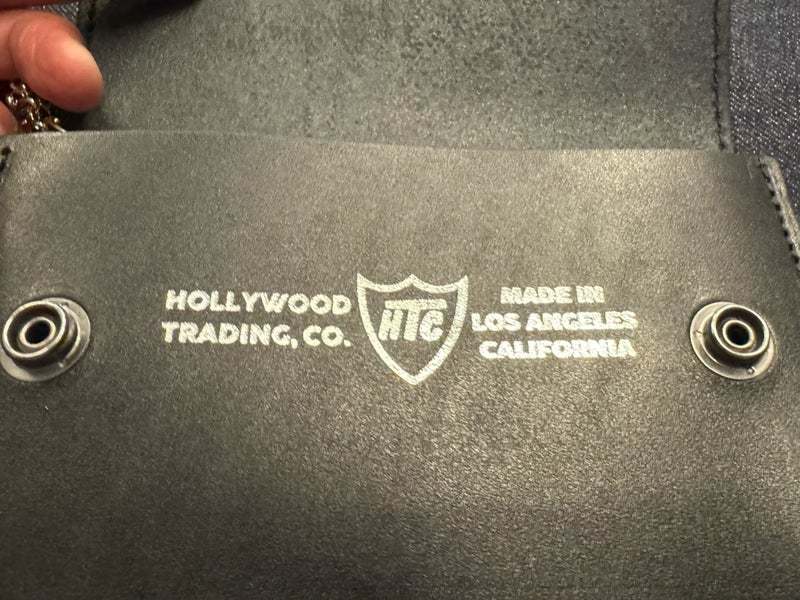 HOLLYWOOD
TRADING, CO.
HTC
MADE IN
LOS ANGELES
CALIFORNIA